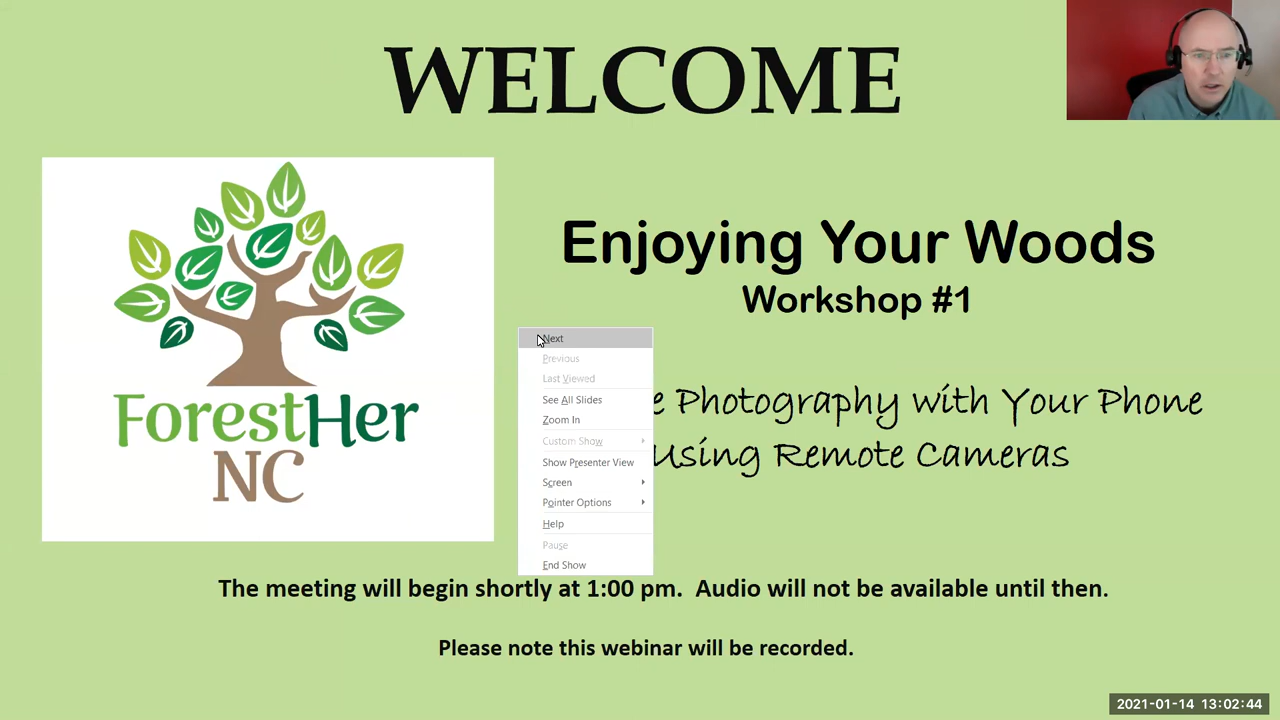 WELCOME
Enjoying Your Woods
Workshop #1
e Photography with Your Phone
Using Remote Cameras
ForestHer
NC
Next
Previous
Last Viewed
See All Slides
Zoom In
Custom Show
Show Presenter View
Screen
Pointer Options
Help
Pause
End Show
The meeting will begin shortly at 1:00 pm. Audio will not be available until then.
Please note this webinar will be recorded.
2021-01-14 13:02:44